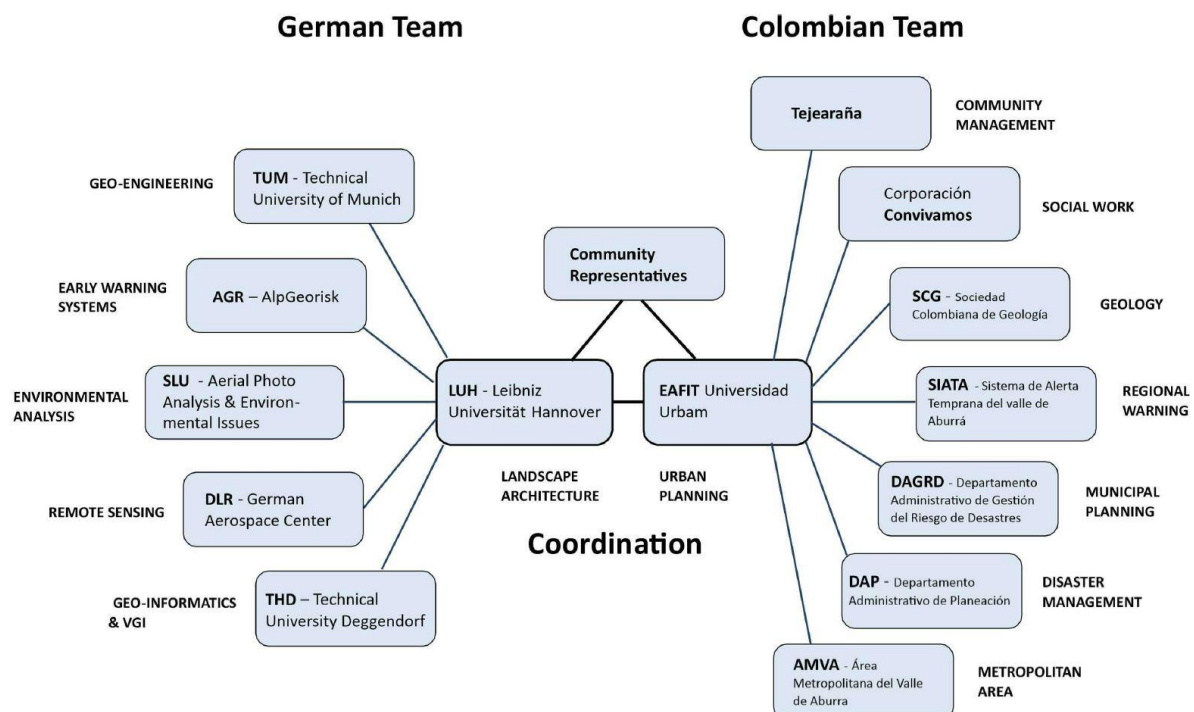 German Team
Colombian Team
Tejearaña
COMMUNITY
MANAGEMENT
TUM - Technical
University of Munich
GEO-ENGINEERING
Corporación
Convivamos
SOCIAL WORK
Community
Representatives
EARLY WARNING
SYSTEMS
AGR – AlpGeorisk
SCG - Sociedad
Colombiana de Geología
GEOLOGY
ENVIRONMENTAL
ANALYSIS
SLU - Aerial Photo
Analysis & Environ-
mental Issues
LUH - Leibniz
Universität Hannover
EAFIT Universidad
Urbam
SIATA - Sistema de Alerta
Temprana del valle de
Aburrá
REGIONAL
WARNING
LANDSCAPE
ARCHITECTURE
URBAN
PLANNING
DAGRD - Departamento
Administrativo de Gestión
del Riesgo de Desastres
MUNICIPAL
PLANNING
REMOTE SENSING
DLR - German
Aerospace Center
Coordination
DAP - Departamento
Administrativo de Planeación
DISASTER
MANAGEMENT
GEO-INFORMATICS
& VGI
THD – Technical
University Deggendorf
AMVA - Área
Metropolitana del Valle
de Aburra
METROPOLITAN
AREA